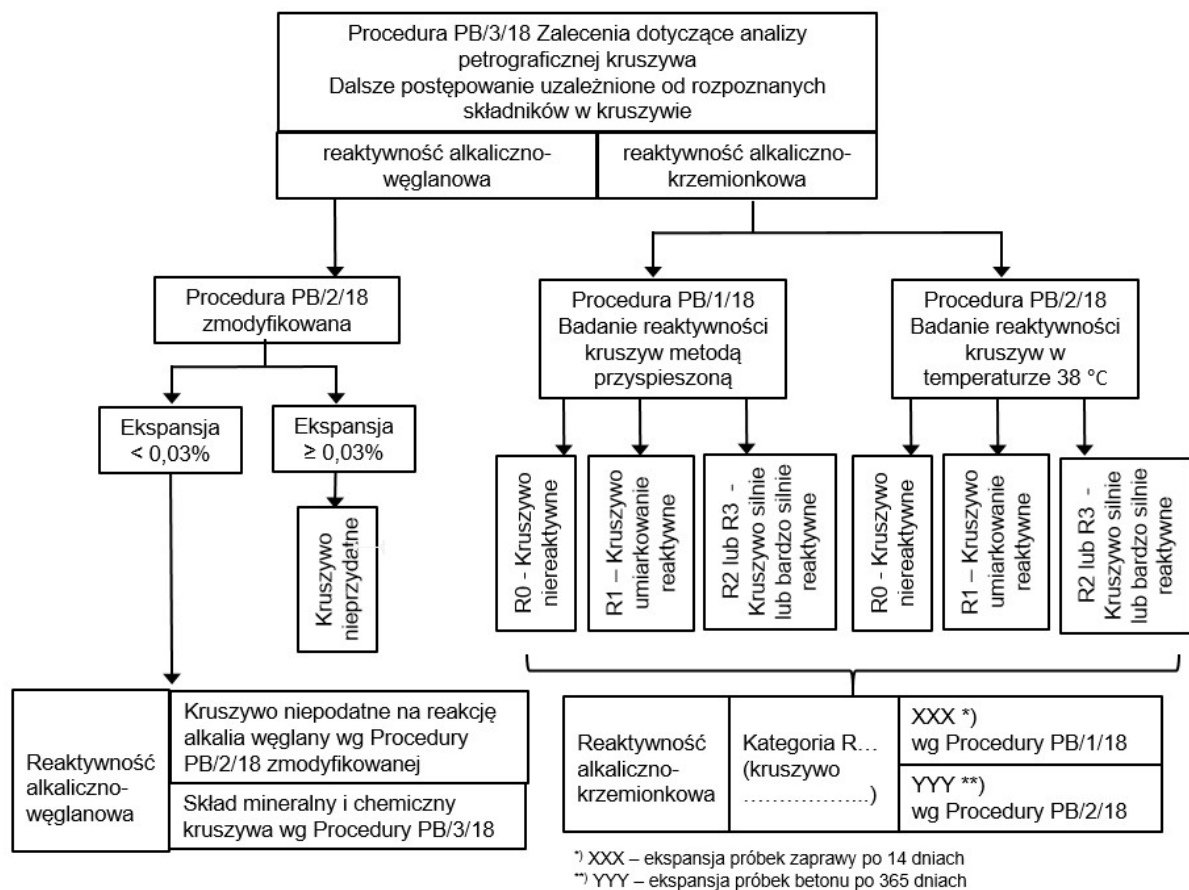 Procedura PB/3/18 Zalecenia dotyczące analizy
petrograficznej kruszywa
Dalsze postępowanie uzależnione od rozpoznanych
składników w kruszywie
reaktywność alkaliczno-
węglanowa
reaktywność alkaliczno-
krzemionkowa
Procedura PB/2/18
zmodyfikowana
Procedura PB/1/18
Badanie reaktywności
kruszyw metodą
przyspieszoną
Procedura PB/2/18
Badanie reaktywności
kruszyw w
temperaturze 38 °C
Ekspansja
< 0,03%
Ekspansja
≥ 0,03%
Kruszywo
nieprzydatne
R0 - Kruszywo
niereaktywne
R1 – Kruszywo
umiarkowanie
reaktywne
R2 lub R3 -
Kruszywo silnie
lub bardzo silnie
reaktywne
R0 - Kruszywo
niereaktywne
R1 – Kruszywo
umiarkowanie
reaktywne
R2 lub R3 -
Kruszywo silnie
lub bardzo silnie
reaktywne
Reaktywność
alkaliczno-
węglanowa
Kruszywo niepodatne na reakcję
alkalia węglany wg Procedury
PB/2/18 zmodyfikowanej
Skład mineralny i chemiczny
kruszywa wg Procedury PB/3/18
Reaktywność
alkaliczno-
krzemionkowa
Kategoria R…
(kruszywo
………………..)
XXX *)
wg Procedury PB/1/18
YYY **)
wg Procedury PB/2/18
*) XXX – ekspansja próbek zaprawy po 14 dniach
**) YYY – ekspansja próbek betonu po 365 dniach